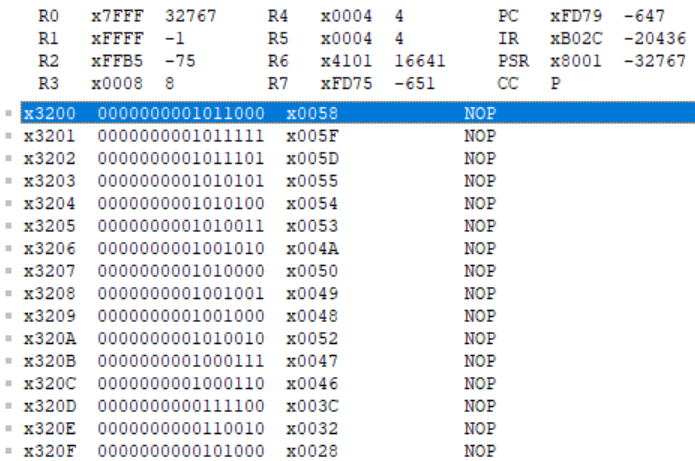 R0 x7FFF 32767 R4 x0004 4 PC xFD79 -647
R1 xFFFF -1 R5 x0004 4 IR xB02C -20436
R2 xFFB5 -75 R6 x4101 16641 PSR x8001 -32767
R3 x0008 8 R7 xFD75 -651 CC P
x3200 0000000001011000 x0058 NOP
x3201 0000000001011111 x005F NOP
x3202 0000000001011101 x005D NOP
x3203 0000000001010101 x0055 NOP
x3204 0000000001010100 x0054 NOP
x3205 0000000001010011 x0053 NOP
x3206 0000000001001010 x004A NOP
x3207 0000000001010000 x0050 NOP
x3208 0000000001001001 x0049 NOP
x3209 0000000001001000 x0048 NOP
x320A 0000000001010010 x0052 NOP
x320B 0000000001000111 x0047 NOP
x320C 0000000001000110 x0046 NOP
x320D 0000000000111100 x003C NOP
x320E 0000000000110010 x0032 NOP
x320F 0000000000101000 x0028 NOP